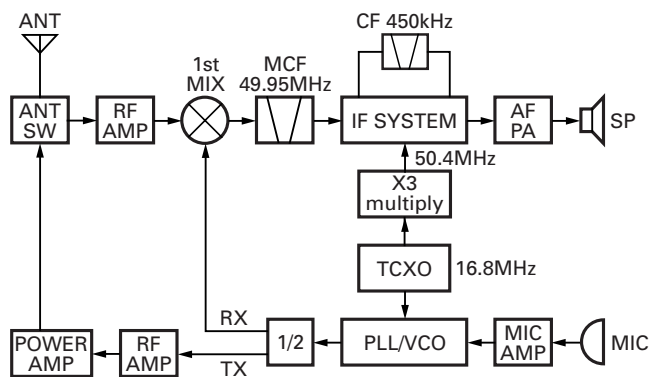 ANT
CF 450kHz
1st
MIX
MCF
49.95MHz
ANT
SW
RF
AMP
IF SYSTEM
AF
PA
SP
50.4MHz
X3
multiply
TCXO
16.8MHz
RX
TX
POWER
AMP
RF
AMP
1/2
PLL/VCO
MIC
AMP
MIC